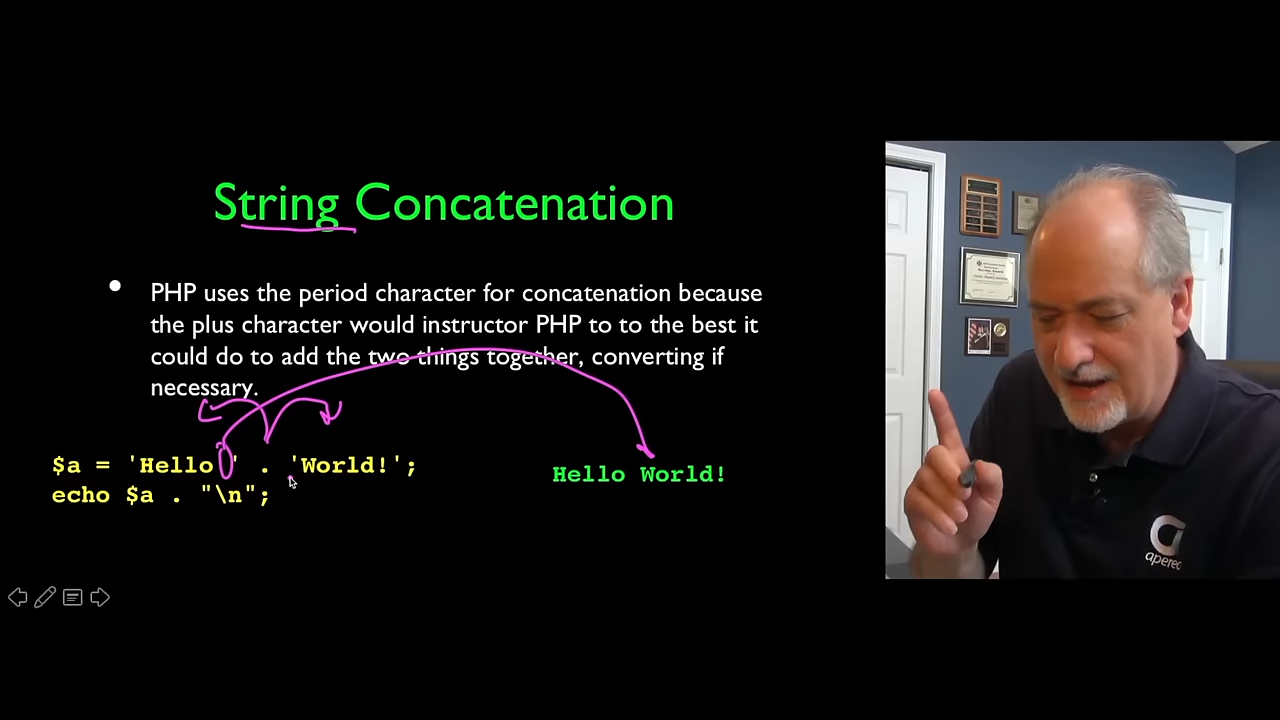 String Concatenation
• PHP uses the period character for concatenation because
the plus character would instructor PHP to to the best it
could do to add the two things together, converting if
necessary.
$a = 'Hello ' . 'World!';
echo $a . "\n";
Hello World!
apereo